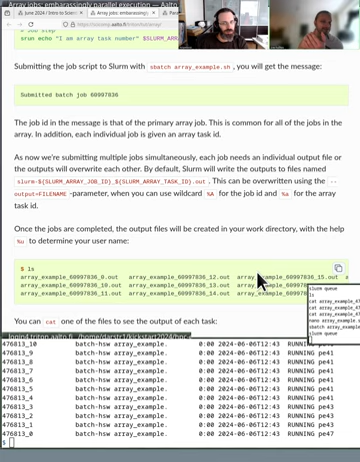 Array jobs: embarrassingly parallel execution — Aalto
June 2024 / Intro to Scien
Array jobs: embarrassingly
srun echo "I am array task number" $SLURM_ARR
Submitting the job script to Slurm with sbatch array_example.sh , you will get the message:
Submitted batch job 60997836
The job id in the message is that of the primary array job. This is common for all of the jobs in the
array. In addition, each individual job is given an array task id.
As now we're submitting multiple jobs simultaneously, each job needs an individual output file or
the outputs will overwrite each other. By default, Slurm will write the outputs to files named
slurm-${SLURM_ARRAY_JOB_ID}_${SLURM_ARRAY_TASK_ID}.out . This can be overwritten using the --
output=FILENAME -parameter, when you can use wildcard %A for the job id and %a for the array
task id.
Once the jobs are completed, the output files will be created in your work directory, with the help
%u to determine your user name:
$ ls
array_example_60997836_0.out array_example_60997836_12.out array_example_60997836_15.out
array_example_60997836_10.out array_example_60997836_13.out
array_example_60997836_11.out array_example_60997836_14.out
You can cat one of the files to see the output of each task:
slurm queue
ls
cat array_example_47
cat array_example_47
cat array_example_47
nano array_example.s
sbatch array_example
slurm queue
476813_10 batch-hsw array_example. 0:00 2024-06-06T12:43 RUNNING pe41
476813_9 batch-hsw array_example. 0:00 2024-06-06T12:43 RUNNING pe41
476813_8 batch-hsw array_example. 0:00 2024-06-06T12:43 RUNNING pe41
476813_7 batch-hsw array_example. 0:00 2024-06-06T12:43 RUNNING pe41
476813_6 batch-hsw array_example. 0:00 2024-06-06T12:43 RUNNING pe41
476813_5 batch-hsw array_example. 0:00 2024-06-06T12:43 RUNNING pe41
476813_4 batch-hsw array_example. 0:00 2024-06-06T12:43 RUNNING pe41
476813_3 batch-hsw array_example. 0:00 2024-06-06T12:43 RUNNING pe43
476813_2 batch-hsw array_example. 0:00 2024-06-06T12:43 RUNNING pe43
476813_1 batch-hsw array_example. 0:00 2024-06-06T12:43 RUNNING pe43
476813_0 batch-hsw array_example. 0:00 2024-06-06T12:43 RUNNING pe47
$